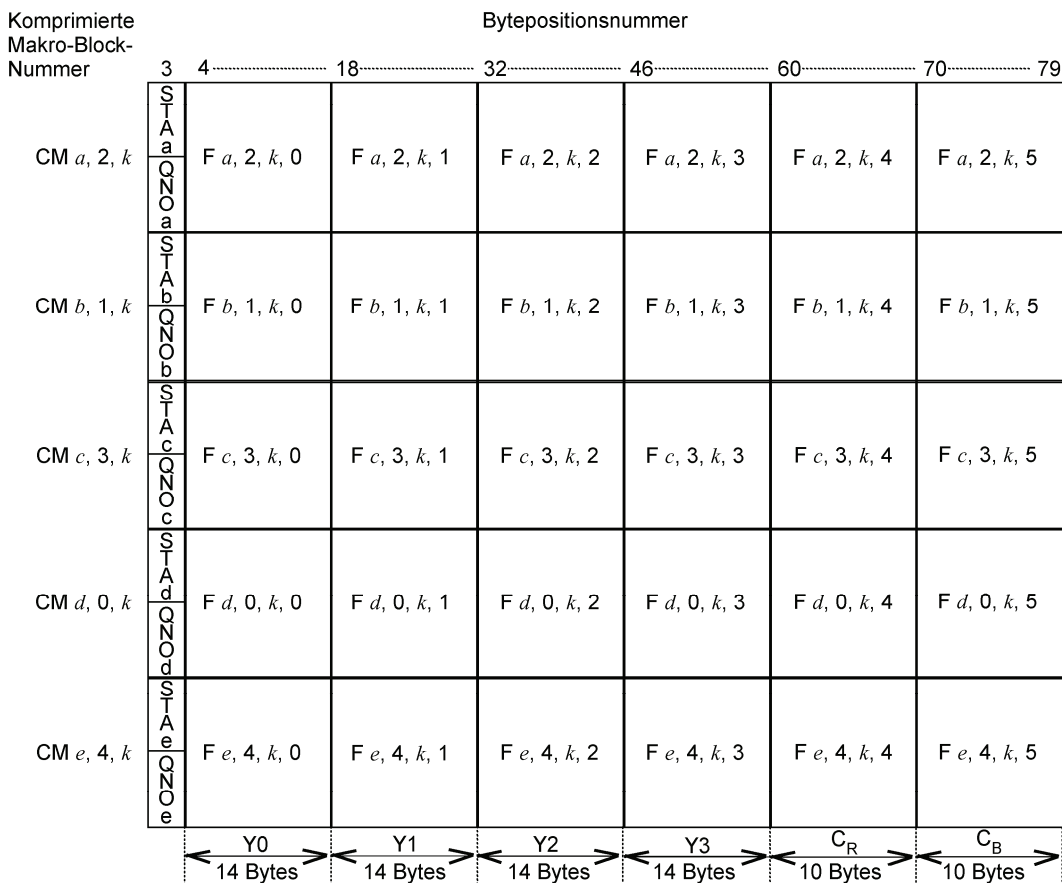 Komprimierte
Makro-Block-
Nummer
Bytepositionsnummer
3 4 18 32 46 60 70 79
CM a, 2, k
STAa
QNOa
F a, 2, k, 0 F a, 2, k, 1 F a, 2, k, 2 F a, 2, k, 3 F a, 2, k, 4 F a, 2, k, 5
CM b, 1, k
STAb
QNOb
F b, 1, k, 0 F b, 1, k, 1 F b, 1, k, 2 F b, 1, k, 3 F b, 1, k, 4 F b, 1, k, 5
CM c, 3, k
STAc
QNOc
F c, 3, k, 0 F c, 3, k, 1 F c, 3, k, 2 F c, 3, k, 3 F c, 3, k, 4 F c, 3, k, 5
CM d, 0, k
STAd
QNOd
F d, 0, k, 0 F d, 0, k, 1 F d, 0, k, 2 F d, 0, k, 3 F d, 0, k, 4 F d, 0, k, 5
CM e, 4, k
STAe
QNOe
F e, 4, k, 0 F e, 4, k, 1 F e, 4, k, 2 F e, 4, k, 3 F e, 4, k, 4 F e, 4, k, 5
Y0 Y1 Y2 Y3 CR CB
14 Bytes 14 Bytes 14 Bytes 14 Bytes 10 Bytes 10 Bytes